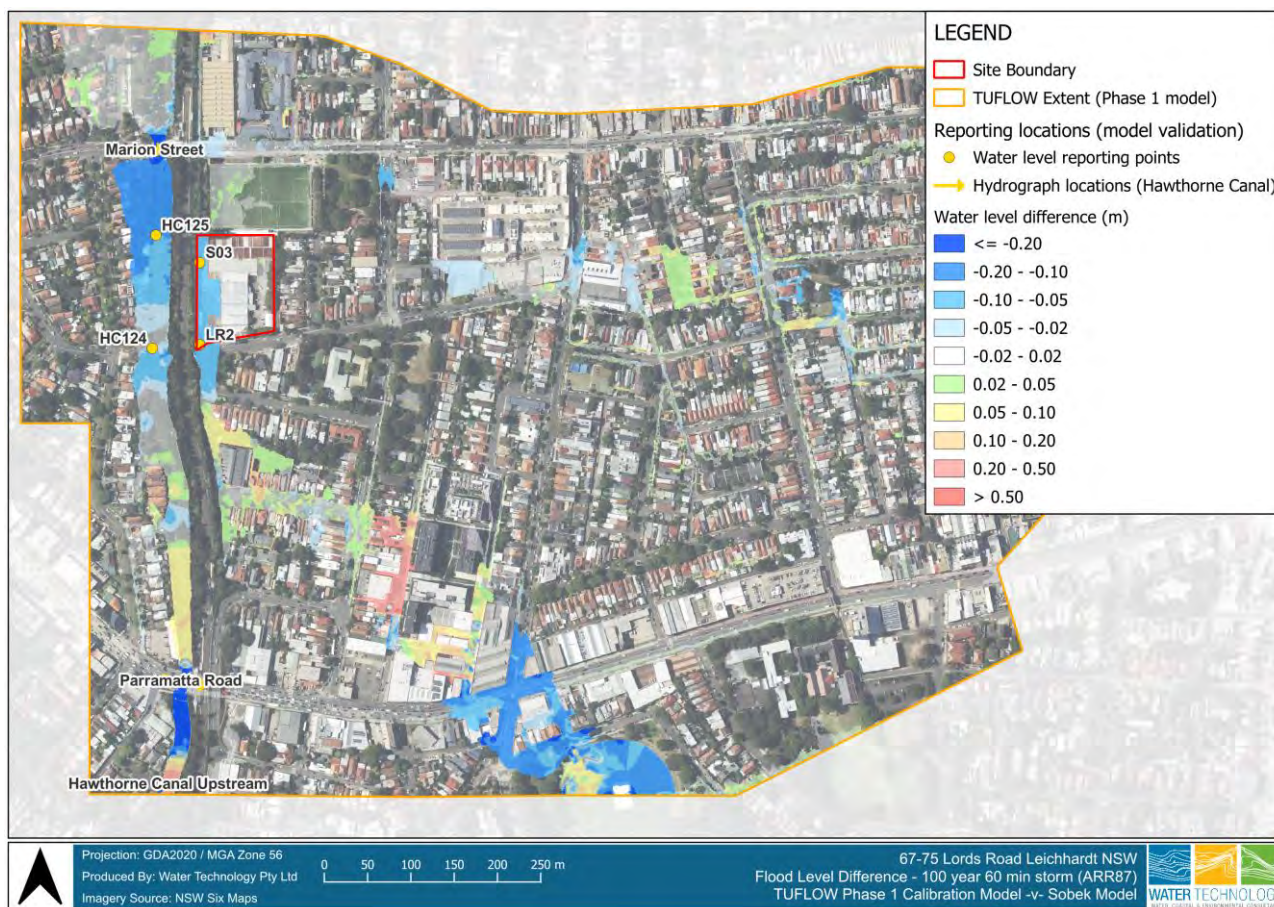 LEGEND
Site Boundary
TUFLOW Extent (Phase 1 model)
Reporting locations (model validation)
Water level reporting points
Hydrograph locations (Hawthorne Canal)
Water level difference (m)
<= -0.20
-0.20 - -0.10
-0.10 - -0.05
-0.05 - -0.02
-0.02 - 0.02
0.02 - 0.05
0.05 - 0.10
0.10 - 0.20
0.20 - 0.50
> 0.50
Marion Street
HC125
S03
HC124
LR2
Parramatta Road
Hawthorne Canal Upstream
Projection: GDA2020 / MGA Zone 56
Produced By: Water Technology Pty Ltd
Imagery Source: NSW Six Maps
0 50 100 150 200 250 m
67-75 Lords Road Leichhardt NSW
Flood Level Difference - 100 year 60 min storm (ARR87)
TUFLOW Phase 1 Calibration Model -v- Sobek Model
WATER TECHNOLOG
WATER, COASTAL & ENVIRONMENTAL CONSULTA